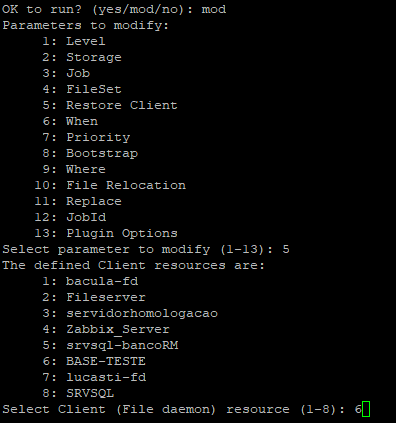 OK to run? (yes/mod/no): mod
Parameters to modify:
     1: Level
     2: Storage
     3: Job
     4: FileSet
     5: Restore Client
     6: When
     7: Priority
     8: Bootstrap
     9: Where
    10: File Relocation
    11: Replace
    12: JobId
    13: Plugin Options
Select parameter to modify (1-13): 5
The defined Client resources are:
     1: bacula-fd
     2: Fileserver
     3: servidorhomologacao
     4: Zabbix_Server
     5: srvsql-bancoRM
     6: BASE-TESTE
     7: lucasti-fd
     8: SRVSQL
Select Client (File daemon) resource (1-8): 6